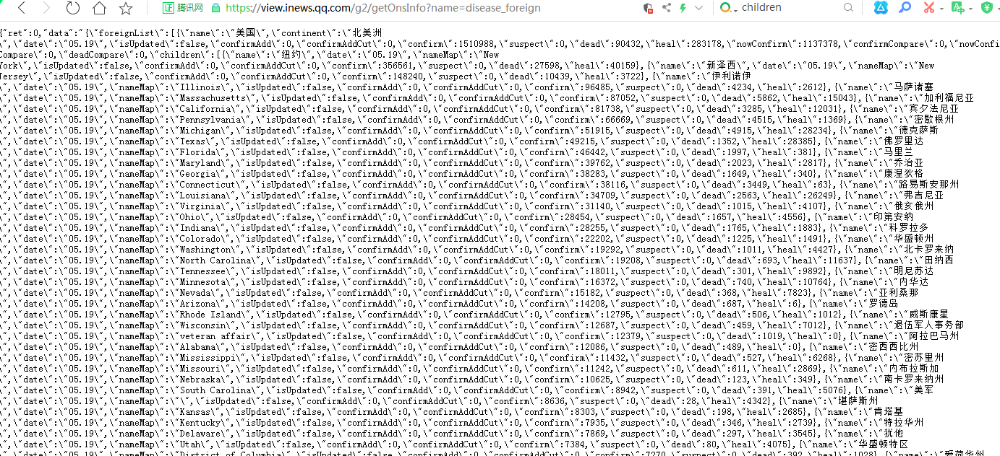 证 腾讯网 https://view.inews.qq.com/g2/getOnsInfo?name=disease_foreign children
{"ret":0,"data":"{\"foreignList\":[{\"name\":\"美国\",\"continent\":\"北美洲
\",\"date\":\"05.19\",\"isUpdated\":false,\"confirmAdd\":0,\"confirmAddCut\":0,\"confirm\":1510988,\"suspect\":0,\"dead\":90432,\"heal\":283178,\"nowConfirm\":1137378,\"confirmCompare\":0,\"nowConfi
Compare\":0,\"deadCompare\":0,\"children\":[{\"name\":\"纽约\",\"date\":\"05.19\",\"nameMap\":\"New
York\",\"isUpdated\":false,\"confirmAdd\":0,\"confirmAddCut\":0,\"confirm\":356561,\"suspect\":0,\"dead\":27598,\"heal\":40159},{\"name\":\"新泽西\",\"date\":\"05.19\",\"nameMap\":\"New
Jersey\",\"isUpdated\":false,\"confirmAdd\":0,\"confirmAddCut\":0,\"confirm\":148240,\"suspect\":0,\"dead\":10439,\"heal\":3722},{\"name\":\"伊利诺伊
\",\"date\":\"05.19\",\"nameMap\":\"Illinois\",\"isUpdated\":false,\"confirmAdd\":0,\"confirmAddCut\":0,\"confirm\":96485,\"suspect\":0,\"dead\":4234,\"heal\":2612},{\"name\":\"马萨诸塞
\",\"date\":\"05.19\",\"nameMap\":\"Massachusetts\",\"isUpdated\":false,\"confirmAdd\":0,\"confirmAddCut\":0,\"confirm\":87052,\"suspect\":0,\"dead\":5862,\"heal\":15043},{\"name\":\"加利福尼亚
\",\"date\":\"05.19\",\"nameMap\":\"California\",\"isUpdated\":false,\"confirmAdd\":0,\"confirmAddCut\":0,\"confirm\":81738,\"suspect\":0,\"dead\":3285,\"heal\":12031},{\"name\":\"宾夕法尼亚
\",\"date\":\"05.19\",\"nameMap\":\"Pennsylvania\",\"isUpdated\":false,\"confirmAdd\":0,\"confirmAddCut\":0,\"confirm\":66669,\"suspect\":0,\"dead\":4515,\"heal\":1369},{\"name\":\"密歇根州
\",\"date\":\"05.19\",\"nameMap\":\"Michigan\",\"isUpdated\":false,\"confirmAdd\":0,\"confirmAddCut\":0,\"confirm\":51915,\"suspect\":0,\"dead\":4915,\"heal\":28234},{\"name\":\"德克萨斯
\",\"date\":\"05.19\",\"nameMap\":\"Texas\",\"isUpdated\":false,\"confirmAdd\":0,\"confirmAddCut\":0,\"confirm\":49215,\"suspect\":0,\"dead\":1352,\"heal\":28385},{\"name\":\"佛罗里达
\",\"date\":\"05.19\",\"nameMap\":\"Florida\",\"isUpdated\":false,\"confirmAdd\":0,\"confirmAddCut\":0,\"confirm\":46442,\"suspect\":0,\"dead\":1997,\"heal\":381},{\"name\":\"马里兰
\",\"date\":\"05.19\",\"nameMap\":\"Maryland\",\"isUpdated\":false,\"confirmAdd\":0,\"confirmAddCut\":0,\"confirm\":39762,\"suspect\":0,\"dead\":2023,\"heal\":2817},{\"name\":\"乔治亚
\",\"date\":\"05.19\",\"nameMap\":\"Georgia\",\"isUpdated\":false,\"confirmAdd\":0,\"confirmAddCut\":0,\"confirm\":38283,\"suspect\":0,\"dead\":1649,\"heal\":340},{\"name\":\"康涅狄格
\",\"date\":\"05.19\",\"nameMap\":\"Connecticut\",\"isUpdated\":false,\"confirmAdd\":0,\"confirmAddCut\":0,\"confirm\":38116,\"suspect\":0,\"dead\":3449,\"heal\":63},{\"name\":\"路易斯安那州
\",\"date\":\"05.19\",\"nameMap\":\"Louisiana\",\"isUpdated\":false,\"confirmAdd\":0,\"confirmAddCut\":0,\"confirm\":34709,\"suspect\":0,\"dead\":2563,\"heal\":26249},{\"name\":\"弗吉尼亚
\",\"date\":\"05.19\",\"nameMap\":\"Virginia\",\"isUpdated\":false,\"confirmAdd\":0,\"confirmAddCut\":0,\"confirm\":31140,\"suspect\":0,\"dead\":1015,\"heal\":4107},{\"name\":\"俄亥俄州
\",\"date\":\"05.19\",\"nameMap\":\"Ohio\",\"isUpdated\":false,\"confirmAdd\":0,\"confirmAddCut\":0,\"confirm\":28454,\"suspect\":0,\"dead\":1657,\"heal\":4556},{\"name\":\"印第安纳
\",\"date\":\"05.19\",\"nameMap\":\"Indiana\",\"isUpdated\":false,\"confirmAdd\":0,\"confirmAddCut\":0,\"confirm\":28255,\"suspect\":0,\"dead\":1765,\"heal\":1883},{\"name\":\"科罗拉多
\",\"date\":\"05.19\",\"nameMap\":\"Colorado\",\"isUpdated\":false,\"confirmAdd\":0,\"confirmAddCut\":0,\"confirm\":22202,\"suspect\":0,\"dead\":1225,\"heal\":1491},{\"name\":\"华盛顿州
\",\"date\":\"05.19\",\"nameMap\":\"Washington\",\"isUpdated\":false,\"confirmAdd\":0,\"confirmAddCut\":0,\"confirm\":19292,\"suspect\":0,\"dead\":1011,\"heal\":4427},{\"name\":\"北卡罗来纳
\",\"date\":\"05.19\",\"nameMap\":\"North Carolina\",\"isUpdated\":false,\"confirmAdd\":0,\"confirmAddCut\":0,\"confirm\":19208,\"suspect\":0,\"dead\":693,\"heal\":11637},{\"name\":\"田纳西
\",\"date\":\"05.19\",\"nameMap\":\"Tennessee\",\"isUpdated\":false,\"confirmAdd\":0,\"confirmAddCut\":0,\"confirm\":18011,\"suspect\":0,\"dead\":301,\"heal\":9892},{\"name\":\"明尼苏达
\",\"date\":\"05.19\",\"nameMap\":\"Minnesota\",\"isUpdated\":false,\"confirmAdd\":0,\"confirmAddCut\":0,\"confirm\":16372,\"suspect\":0,\"dead\":740,\"heal\":10764},{\"name\":\"内华达
\",\"date\":\"05.19\",\"nameMap\":\"Nevada\",\"isUpdated\":false,\"confirmAdd\":0,\"confirmAddCut\":0,\"confirm\":15182,\"suspect\":0,\"dead\":368,\"heal\":7823},{\"name\":\"亚利桑那
\",\"date\":\"05.19\",\"nameMap\":\"Arizona\",\"isUpdated\":false,\"confirmAdd\":0,\"confirmAddCut\":0,\"confirm\":14208,\"suspect\":0,\"dead\":687,\"heal\":6},{\"name\":\"罗德岛
\",\"date\":\"05.19\",\"nameMap\":\"Rhode Island\",\"isUpdated\":false,\"confirmAdd\":0,\"confirmAddCut\":0,\"confirm\":12795,\"suspect\":0,\"dead\":506,\"heal\":1012},{\"name\":\"威斯康星
\",\"date\":\"05.19\",\"nameMap\":\"Wisconsin\",\"isUpdated\":false,\"confirmAdd\":0,\"confirmAddCut\":0,\"confirm\":12687,\"suspect\":0,\"dead\":459,\"heal\":7012},{\"name\":\"退伍军人事务部
\",\"date\":\"05.19\",\"nameMap\":\"veteran affair\",\"isUpdated\":false,\"confirmAdd\":0,\"confirmAddCut\":0,\"confirm\":12379,\"suspect\":0,\"dead\":1019,\"heal\":0},{\"name\":\"阿拉巴马州
\",\"date\":\"05.19\",\"nameMap\":\"Alabama\",\"isUpdated\":false,\"confirmAdd\":0,\"confirmAddCut\":0,\"confirm\":12086,\"suspect\":0,\"dead\":489,\"heal\":0},{\"name\":\"密西西比州
\",\"date\":\"05.19\",\"nameMap\":\"Mississippi\",\"isUpdated\":false,\"confirmAdd\":0,\"confirmAddCut\":0,\"confirm\":11432,\"suspect\":0,\"dead\":527,\"heal\":6268},{\"name\":\"密苏里州
\",\"date\":\"05.19\",\"nameMap\":\"Missouri\",\"isUpdated\":false,\"confirmAdd\":0,\"confirmAddCut\":0,\"confirm\":11242,\"suspect\":0,\"dead\":611,\"heal\":2869},{\"name\":\"内布拉斯加
\",\"date\":\"05.19\",\"nameMap\":\"Nebraska\",\"isUpdated\":false,\"confirmAdd\":0,\"confirmAddCut\":0,\"confirm\":10625,\"suspect\":0,\"dead\":123,\"heal\":349},{\"name\":\"南卡罗来纳州
\",\"date\":\"05.19\",\"nameMap\":\"South Carolina\",\"isUpdated\":false,\"confirmAdd\":0,\"confirmAddCut\":0,\"confirm\":8942,\"suspect\":0,\"dead\":391,\"heal\":5076},{\"name\":\"美军
\",\"date\":\"05.19\",\"nameMap\":\"\",\"isUpdated\":false,\"confirmAdd\":0,\"confirmAddCut\":0,\"confirm\":8636,\"suspect\":0,\"dead\":28,\"heal\":4342},{\"name\":\"堪萨斯州
\",\"date\":\"05.19\",\"nameMap\":\"Kansas\",\"isUpdated\":false,\"confirmAdd\":0,\"confirmAddCut\":0,\"confirm\":8303,\"suspect\":0,\"dead\":198,\"heal\":2685},{\"name\":\"肯塔基
\",\"date\":\"05.19\",\"nameMap\":\"Kentucky\",\"isUpdated\":false,\"confirmAdd\":0,\"confirmAddCut\":0,\"confirm\":7935,\"suspect\":0,\"dead\":346,\"heal\":2739},{\"name\":\"特拉华州
\",\"date\":\"05.19\",\"nameMap\":\"Delaware\",\"isUpdated\":false,\"confirmAdd\":0,\"confirmAddCut\":0,\"confirm\":7869,\"suspect\":0,\"dead\":297,\"heal\":3545},{\"name\":\"犹他
\",\"date\":\"05.19\",\"nameMap\":\"Utah\",\"isUpdated\":false,\"confirmAdd\":0,\"confirmAddCut\":0,\"confirm\":7384,\"suspect\":0,\"dead\":80,\"heal\":4075},{\"name\":\"华盛顿特区
\",\"date\":\"05.19\",\"nameMap\":\"District of Columbia\",\"isUpdated\":false,\"confirmAdd\":0,\"confirmAddCut\":0,\"confirm\":7270,\"suspect\":0,\"dead\":392,\"heal\":1028},{\"name\":\"爱荷华州